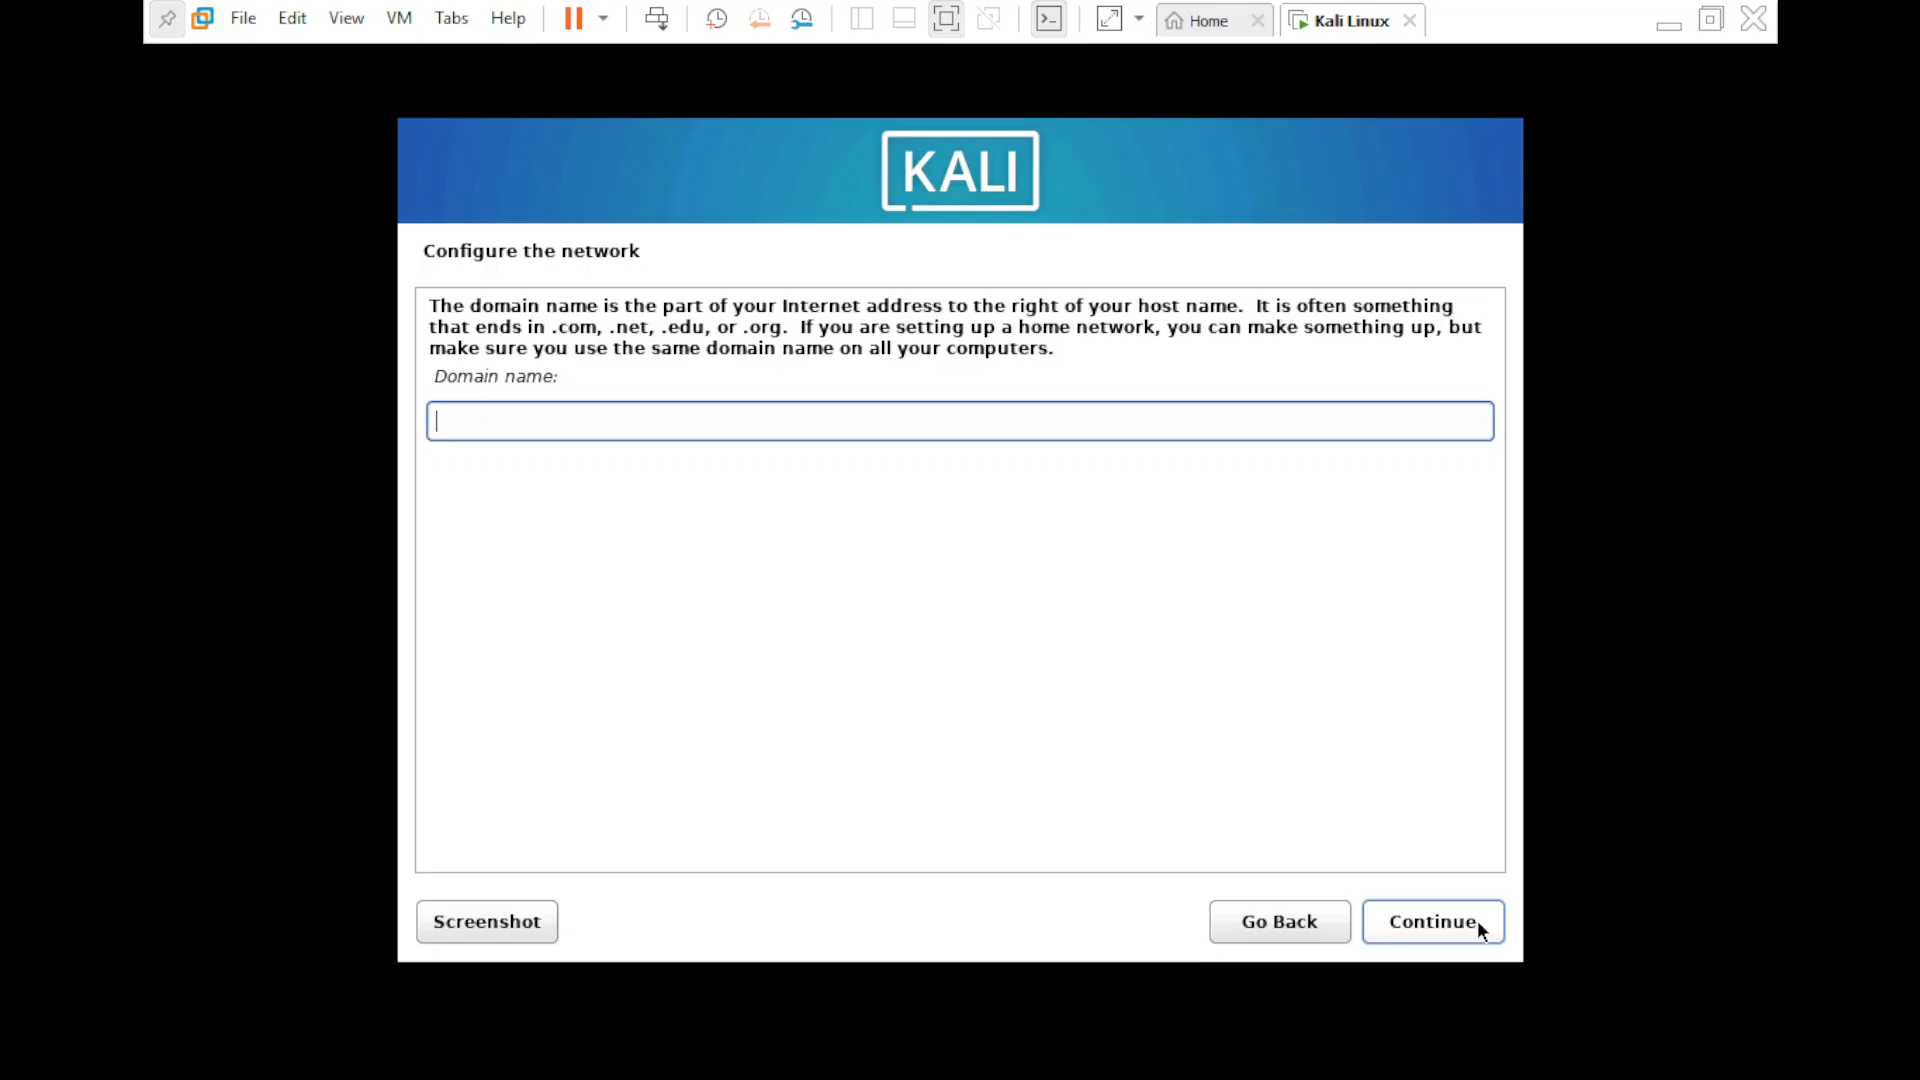 File Edit View VM Tabs Help Home Kali Linux
KALI
Configure the network
The domain name is the part of your Internet address to the right of your host name.  It is often something
that ends in .com, .net, .edu, or .org.  If you are setting up a home network, you can make something up, but
make sure you use the same domain name on all your computers.
Domain name:
Screenshot Go Back Continue